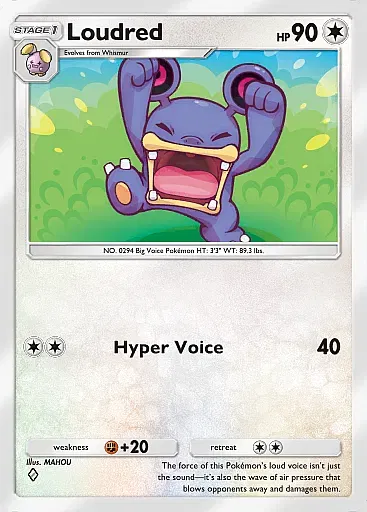 STAGE 1
Loudred
HP 90
Evolves from Whismur
NO. 0294 Big Voice Pokémon HT: 3'3" WT: 89.3 lbs.
Hyper Voice 40
weakness +20 retreat
Illus. MAHOU
The force of this Pokémon's loud voice isn't just
the sound—it's also the wave of air pressure that
blows opponents away and damages them.